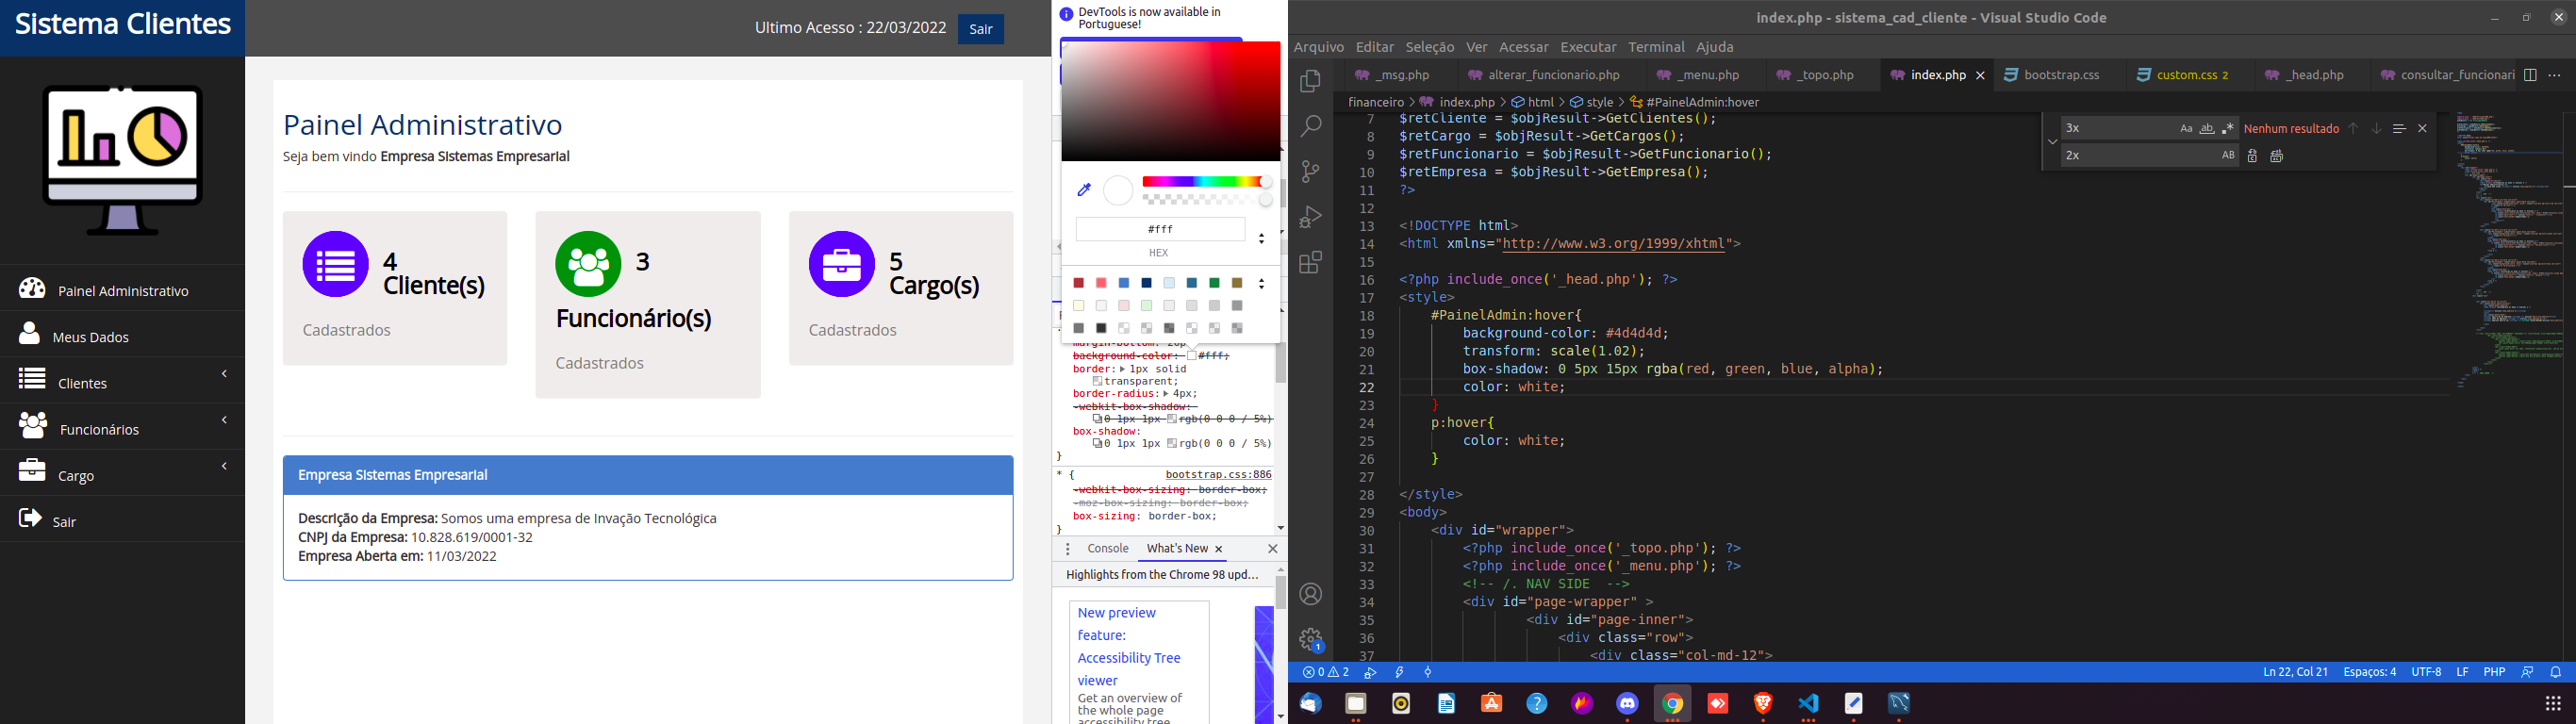 Sistema Clientes
Ultimo Acesso : 22/03/2022
Sair
Painel Administrativo
Meus Dados
Clientes
Funcionários
Cargo
Sair
Painel Administrativo
Seja bem vindo Empresa Sistemas Empresarial
4
Cliente(s)
Cadastrados
3
Funcionário(s)
Cadastrados
5
Cargo(s)
Cadastrados
Empresa Sistemas Empresarial
Descrição da Empresa: Somos uma empresa de Invação Tecnológica
CNPJ da Empresa: 10.828.619/0001-32
Empresa Aberta em: 11/03/2022
DevTools is now available in
Portuguese!
#fff
HEX
background-color: #fff;
border: 1px solid
transparent;
border-radius: 4px;
-webkit-box-shadow:
0 1px 1px rgb(0 0 0 / 5%)
box-shadow:
0 1px 1px rgb(0 0 0 / 5%)
}
* { bootstrap.css:886
-webkit-box-sizing: border-box;
-moz-box-sizing: border-box;
box-sizing: border-box;
}
Console What's New ×
Highlights from the Chrome 98 upd...
New preview
feature:
Accessibility Tree
viewer
Get an overview of
the whole page
accessibility tree
index.php - sistema_cad_cliente - Visual Studio Code
Arquivo Editar Seleção Ver Acessar Executar Terminal Ajuda
_msg.php alterar_funcionario.php _menu.php _topo.php index.php bootstrap.css custom.css 2 _head.php consultar_funcionari
financeiro > index.php > html > style > #PainelAdmin:hover
3x Aa ab Nenhum resultado
2x AB
7 $retCliente = $objResult->GetClientes();
8 $retCargo = $objResult->GetCargos();
9 $retFuncionario = $objResult->GetFuncionario();
10 $retEmpresa = $objResult->GetEmpresa();
11 ?>
12
13 <!DOCTYPE html>
14 <html xmlns="http://www.w3.org/1999/xhtml">
15
16 <?php include_once('_head.php'); ?>
17 <style>
18 #PainelAdmin:hover{
19 background-color: #4d4d4d;
20 transform: scale(1.02);
21 box-shadow: 0 5px 15px rgba(red, green, blue, alpha);
22 color: white;
23 }
24 p:hover{
25 color: white;
26 }
27
28 </style>
29 <body>
30 <div id="wrapper">
31 <?php include_once('_topo.php'); ?>
32 <?php include_once('_menu.php'); ?>
33 <!-- /. NAV SIDE -->
34 <div id="page-wrapper" >
35 <div id="page-inner">
36 <div class="row">
37 <div class="col-md-12">
1
0 2
Ln 22, Col 21 Espaços: 4 UTF-8 LF PHP